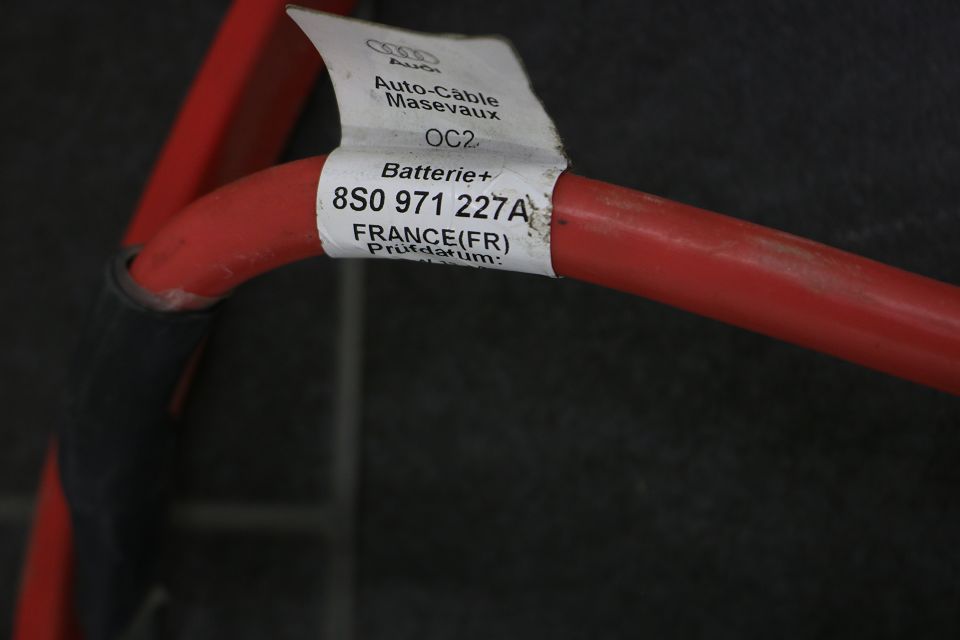 Audi
Auto-Câble
Masevaux
OC2
Batterie+
8S0 971 227A
FRANCE(FR)
Prüfdatum: